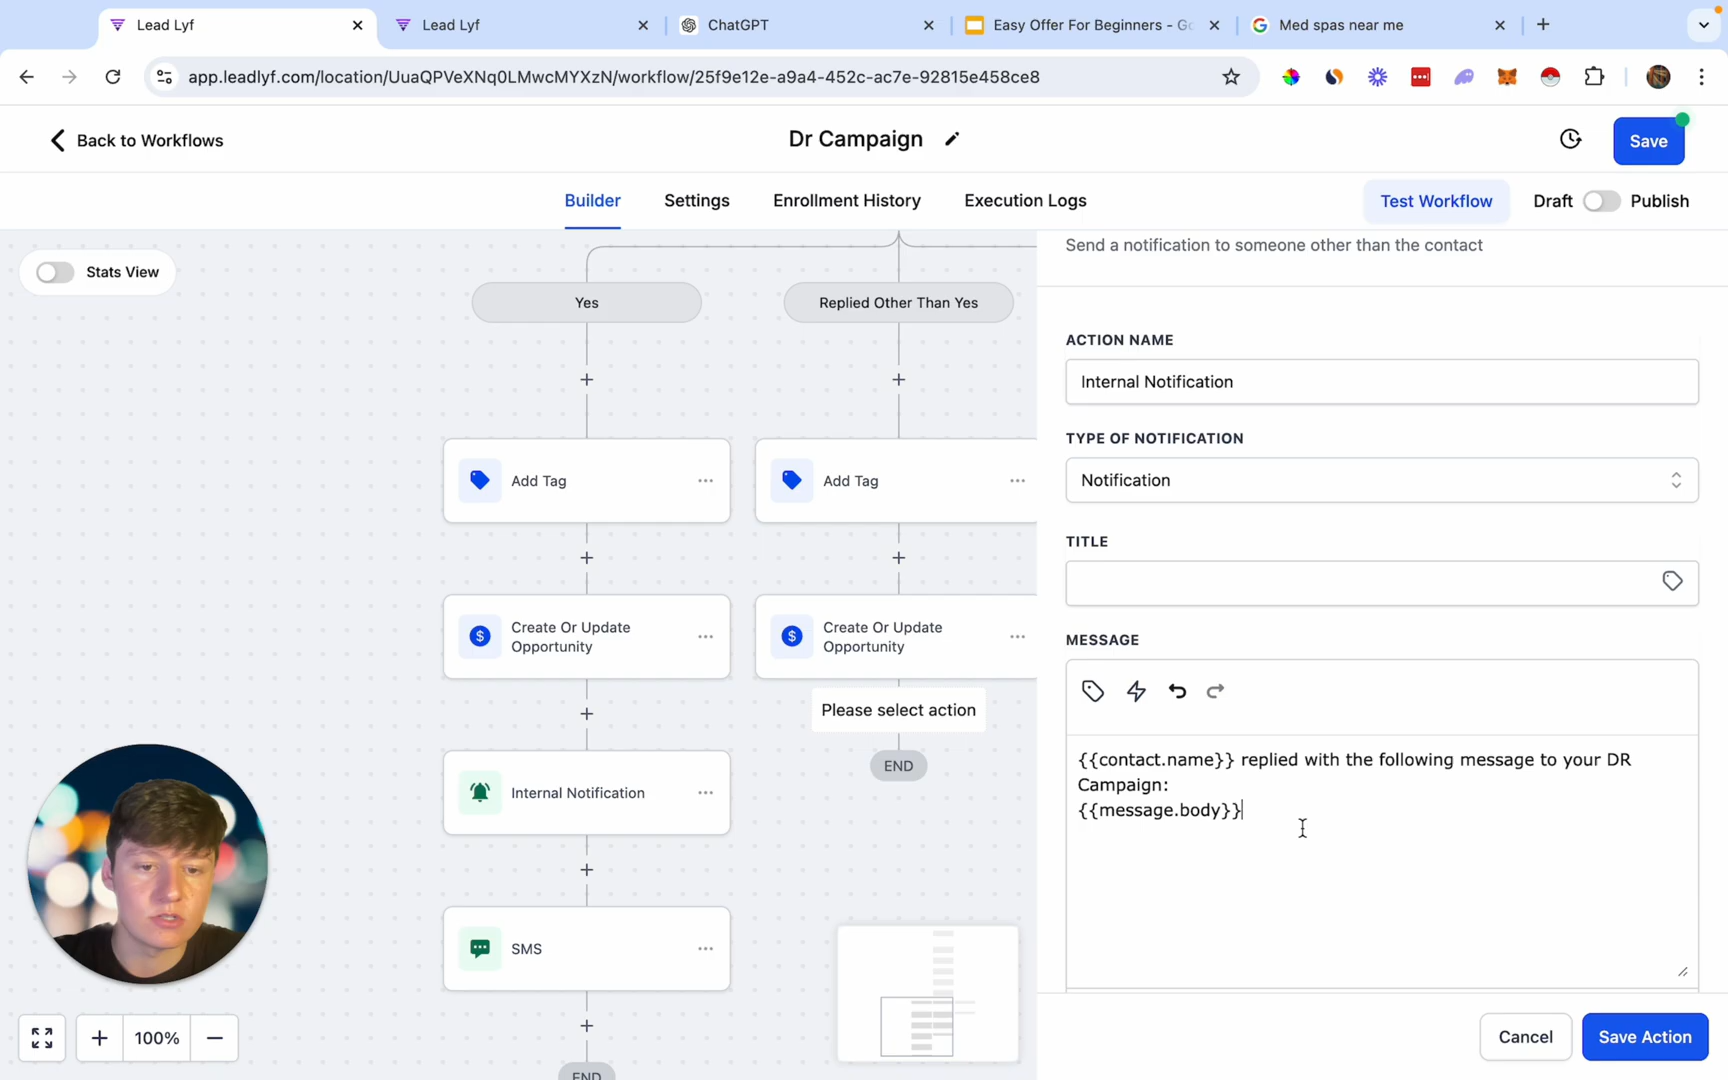 Lead Lyf
Lead Lyf
ChatGPT
Easy Offer For Beginners - Go
Med spas near me
app.leadlyf.com/location/UuaQPVeXNq0LMwcMYXzN/workflow/25f9e12e-a9a4-452c-ac7e-92815e458ce8
Back to Workflows
Dr Campaign
Save
Builder
Settings
Enrollment History
Execution Logs
Test Workflow
Draft
Publish
Stats View
Send a notification to someone other than the contact
Yes
Replied Other Than Yes
ACTION NAME
Internal Notification
TYPE OF NOTIFICATION
Notification
Add Tag
Add Tag
TITLE
Create Or Update
Opportunity
Create Or Update
Opportunity
MESSAGE
Please select action
{{contact.name}} replied with the following message to your DR
Campaign:
{{message.body}}
END
Internal Notification
SMS
100%
END
Cancel
Save Action